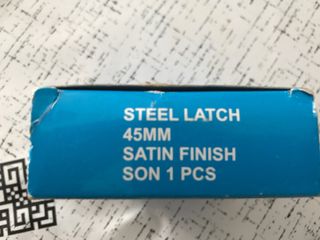 STEEL LATCH
45MM
SATIN FINISH
SON 1 PCS